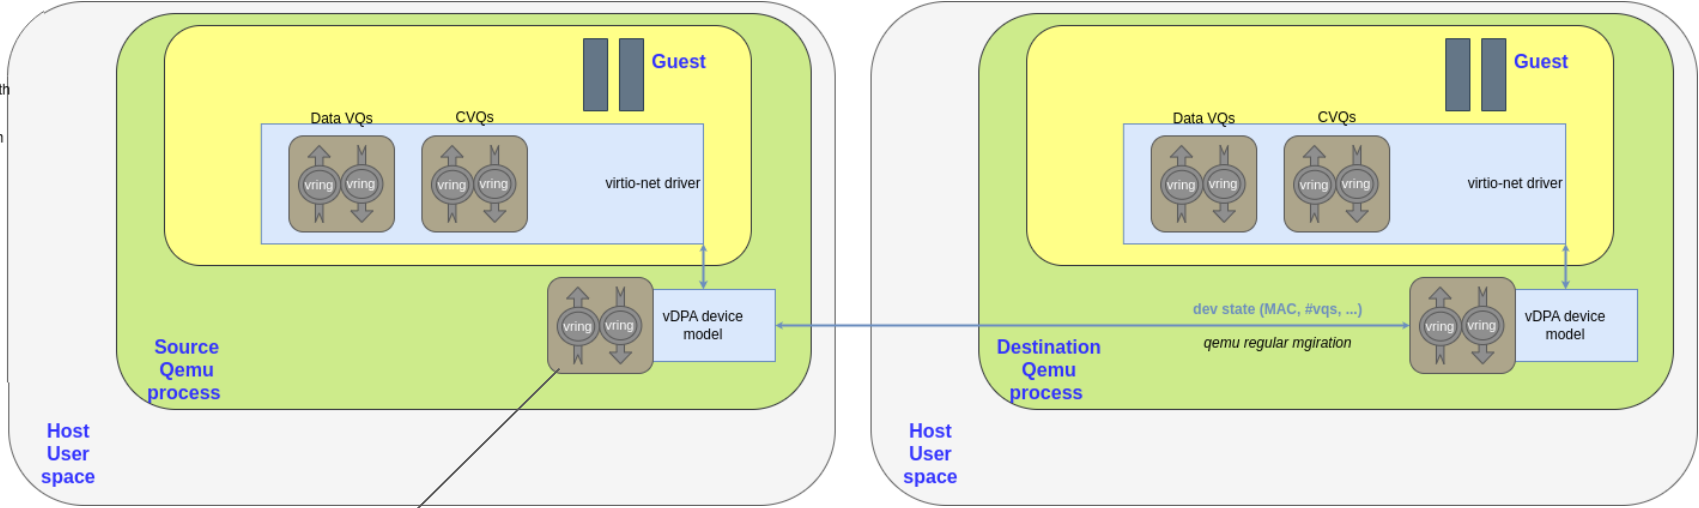 th
n
Guest
Data VQs
CVQs
vring
vring
vring
vring
virtio-net driver
vring
vring
vDPA device
model
Source
Qemu
process
Host
User
space
Guest
Data VQs
CVQs
vring
vring
vring
vring
virtio-net driver
dev state (MAC, #vqs, ...)
qemu regular mgiration
vring
vring
vDPA device
model
Destination
Qemu
process
Host
User
space